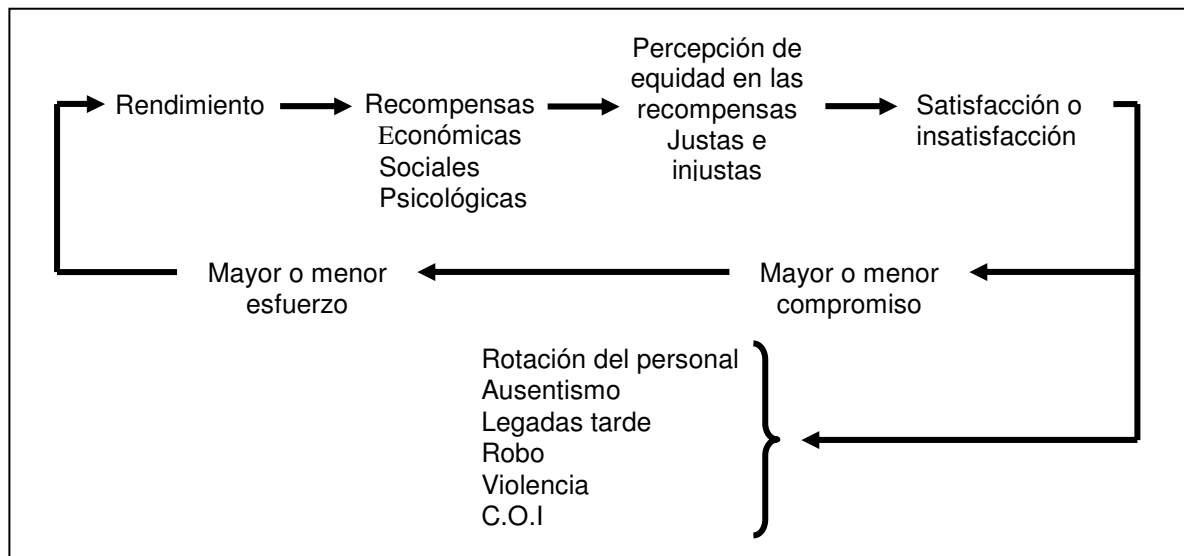 Rendimiento
Recompensas
Económicas
Sociales
Psicológicas
Percepción de
equidad en las
recompensas
Justas e
injustas
Satisfacción o
insatisfacción
Mayor o menor
compromiso
Mayor o menor
esfuerzo
Rotación del personal
Ausentismo
Legadas tarde
Robo
Violencia
C.O.I